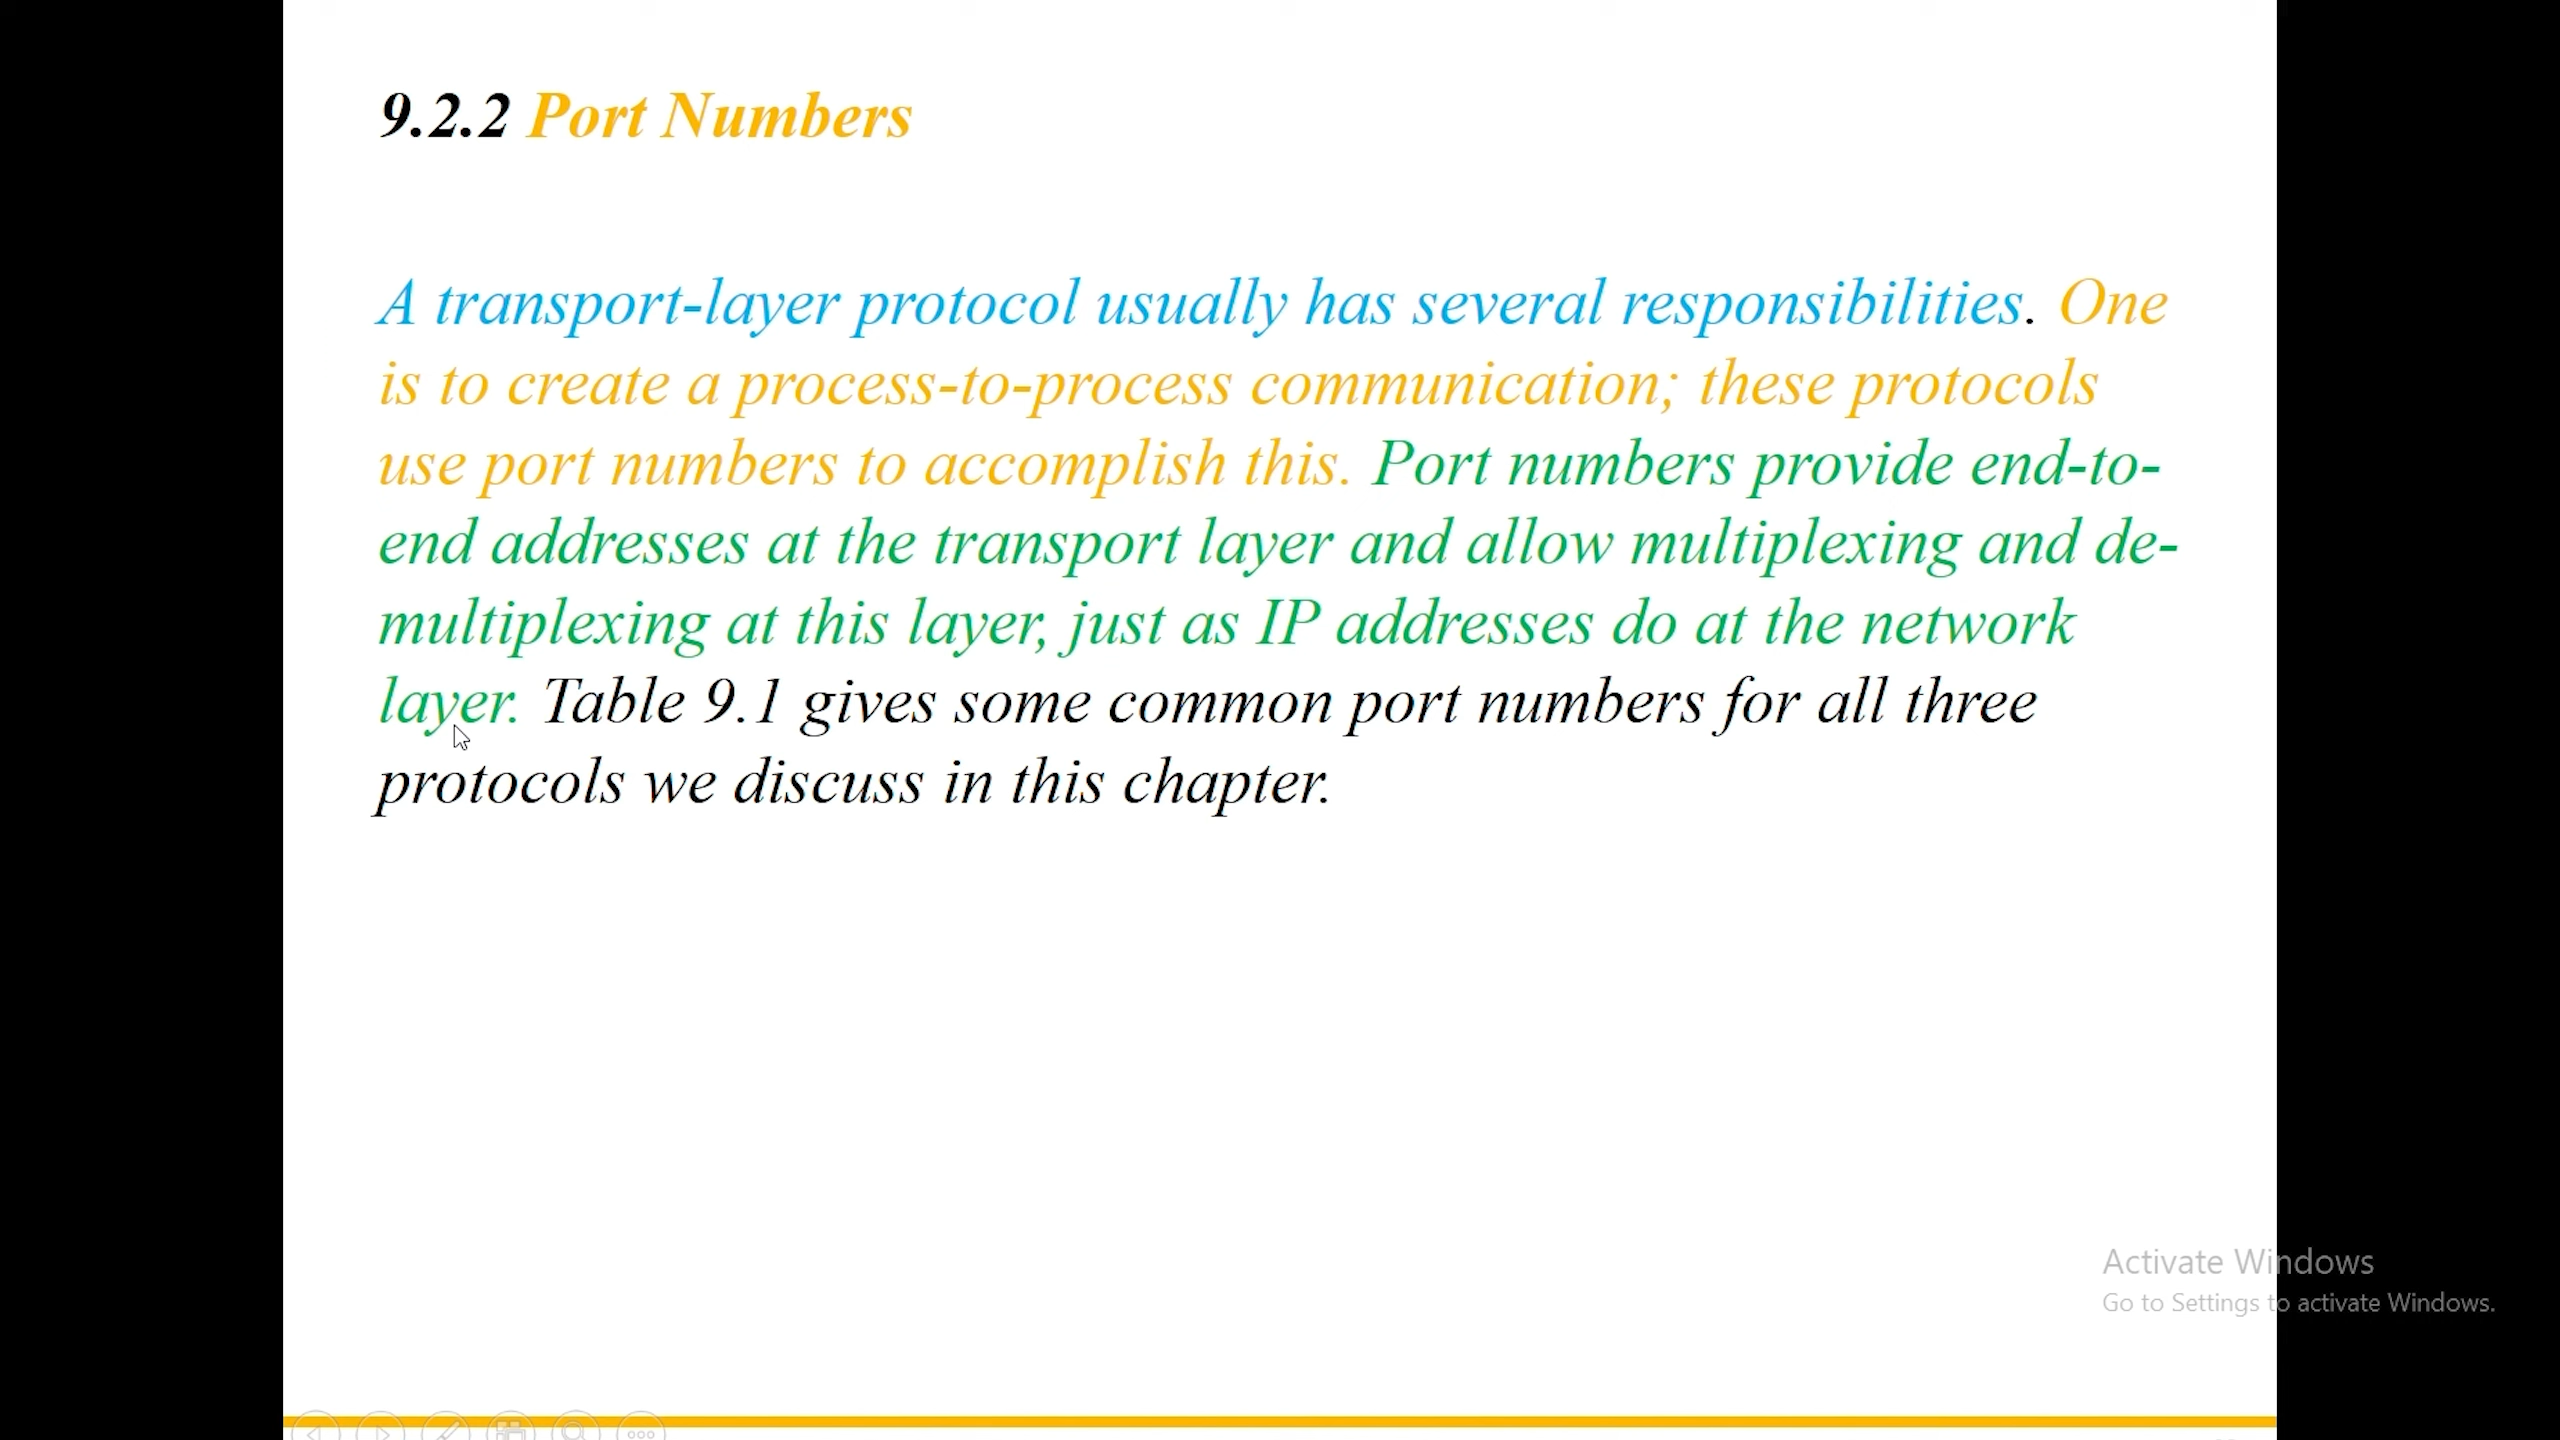 9.2.2 Port Numbers
A transport-layer protocol usually has several responsibilities. One
is to create a process-to-process communication; these protocols
use port numbers to accomplish this. Port numbers provide end-to-
end addresses at the transport layer and allow multiplexing and de-
multiplexing at this layer, just as IP addresses do at the network
layer. Table 9.1 gives some common port numbers for all three
protocols we discuss in this chapter.
Activate Windows
Go to Settings to activate Windows.